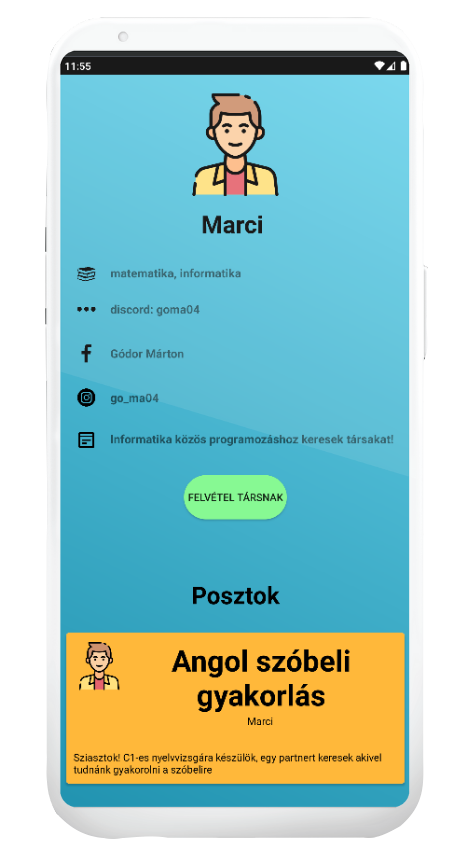 11:55
Marci
matematika, informatika
discord: goma04
Gódor Márton
go_ma04
Informatika közös programozáshoz keresek társakat!
FELVÉTEL TÁRSNAK
Posztok
Angol szóbeli
gyakorlás
Marci
Sziasztok! C1-es nyelvvizsgára készülök, egy partnert keresek akivel
tudnánk gyakorolni a szóbelire